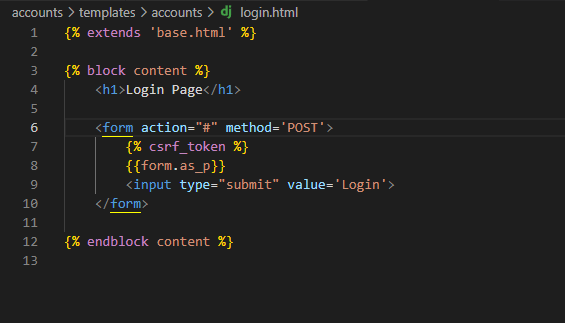 accounts > templates > accounts > dj login.html
1 {% extends 'base.html' %}
2
3 {% block content %}
4     <h1>Login Page</h1>
5
6     <form action="#" method='POST'>
7         {% csrf_token %}
8         {{form.as_p}}
9         <input type="submit" value='Login'>
10     </form>
11
12 {% endblock content %}
13